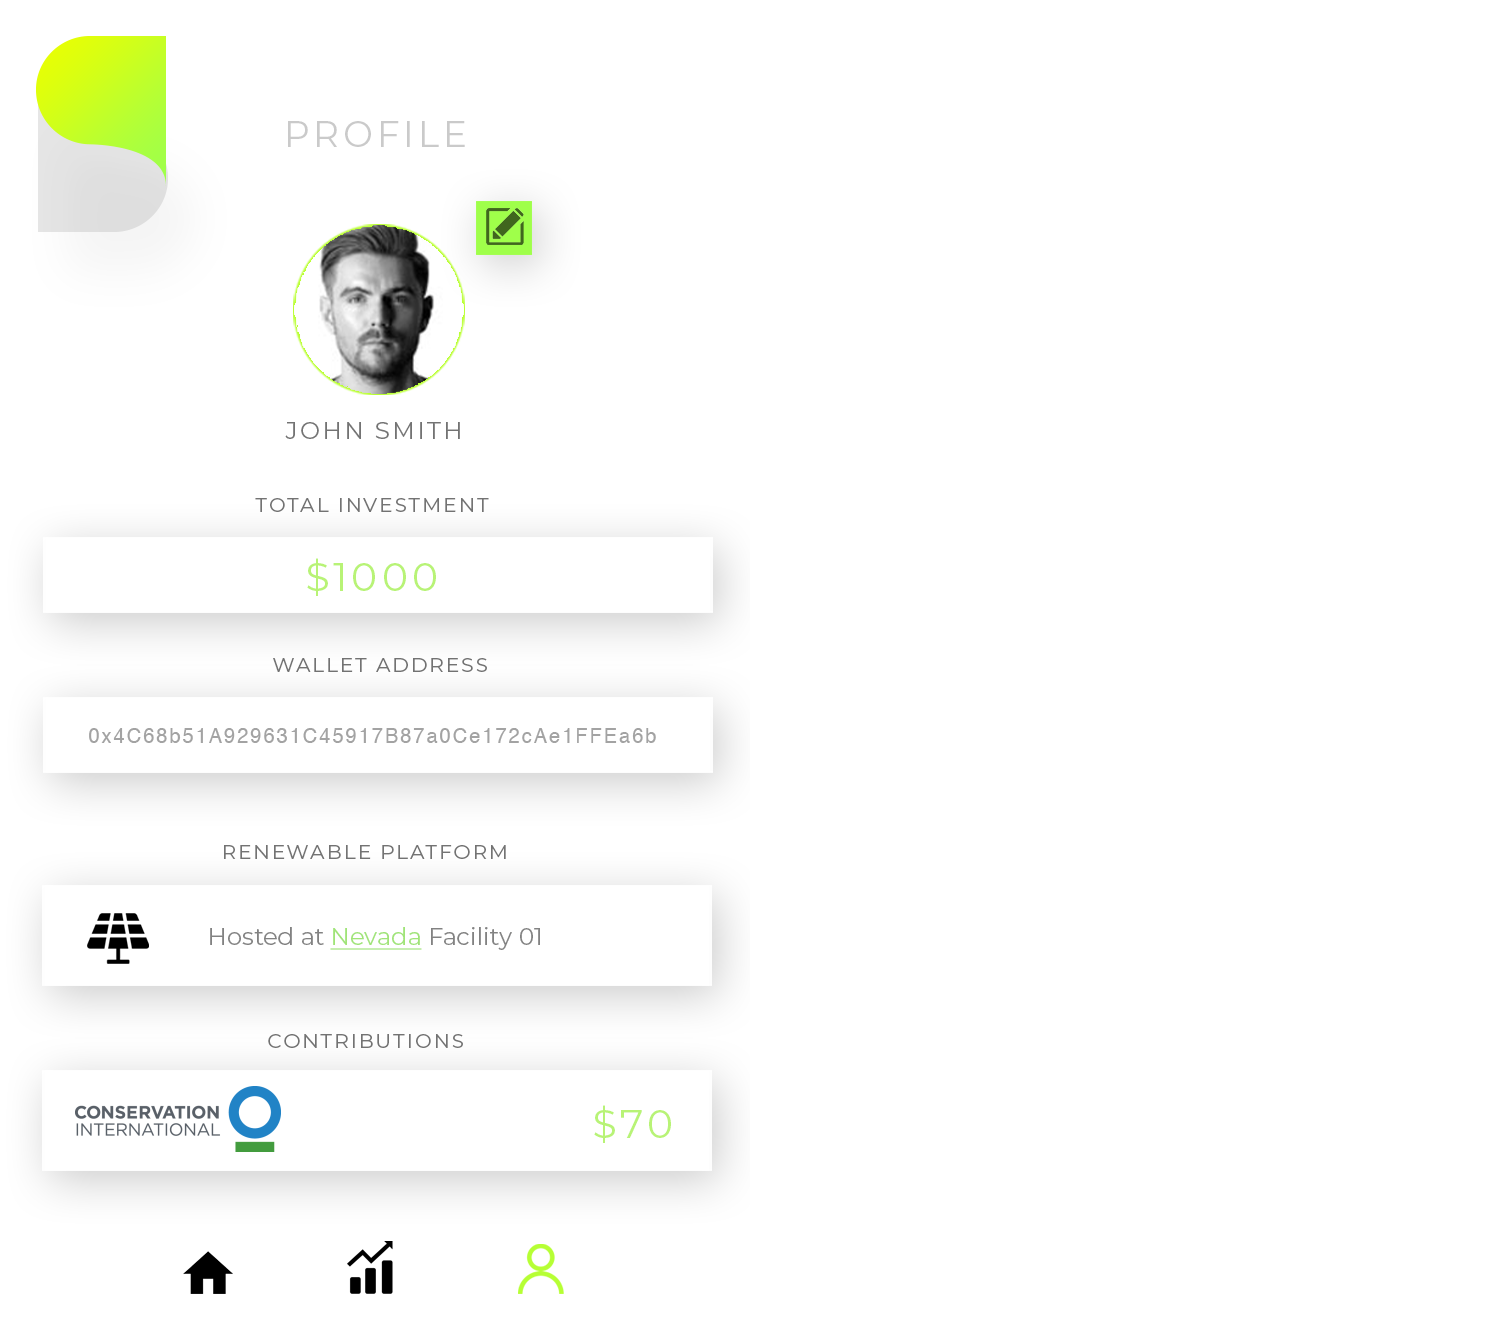 PROFILE
JOHN SMITH
TOTAL INVESTMENT
$1000
WALLET ADDRESS
0x4C68b51A929631C45917B87a0Ce172cAe1FFEa6b
RENEWABLE PLATFORM
Hosted at Nevada Facility 01
CONTRIBUTIONS
CONSERVATION
INTERNATIONAL
$70